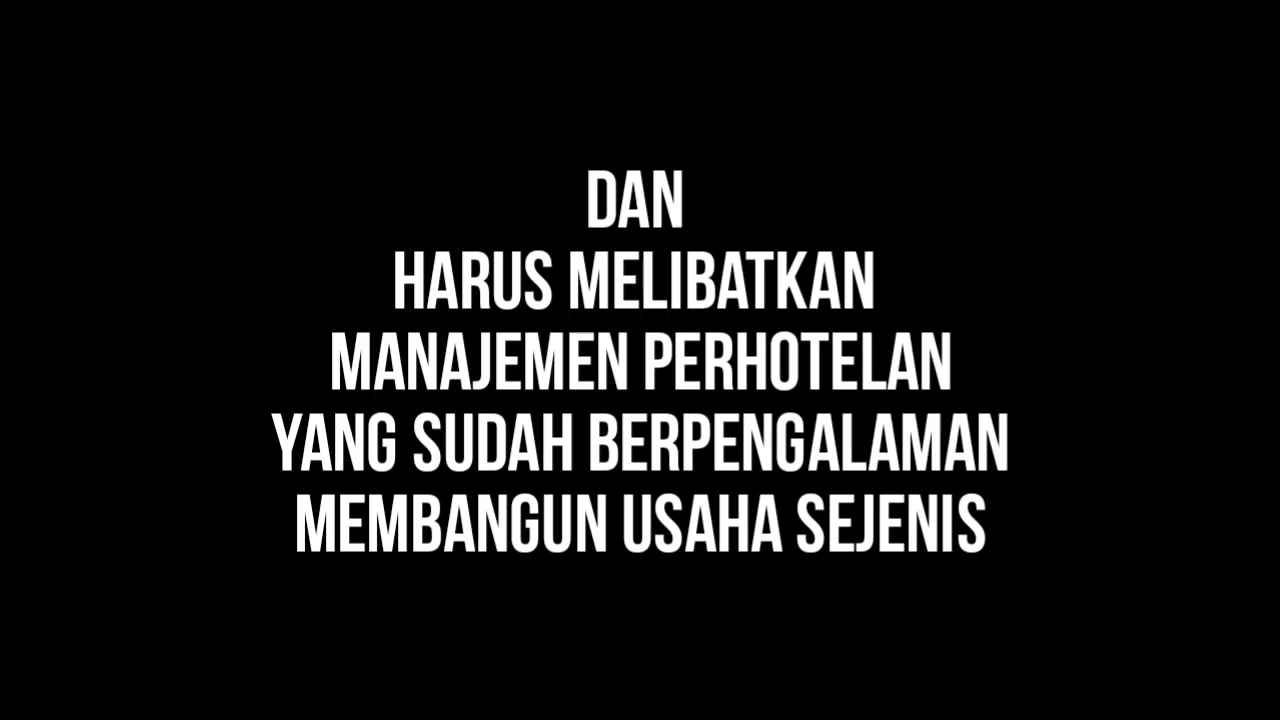 DAN
HARUS MELIBATKAN
MANAJEMEN PERHOTELAN
YANG SUDAH BERPENGALAMAN
MEMBANGUN USAHA SEJENIS